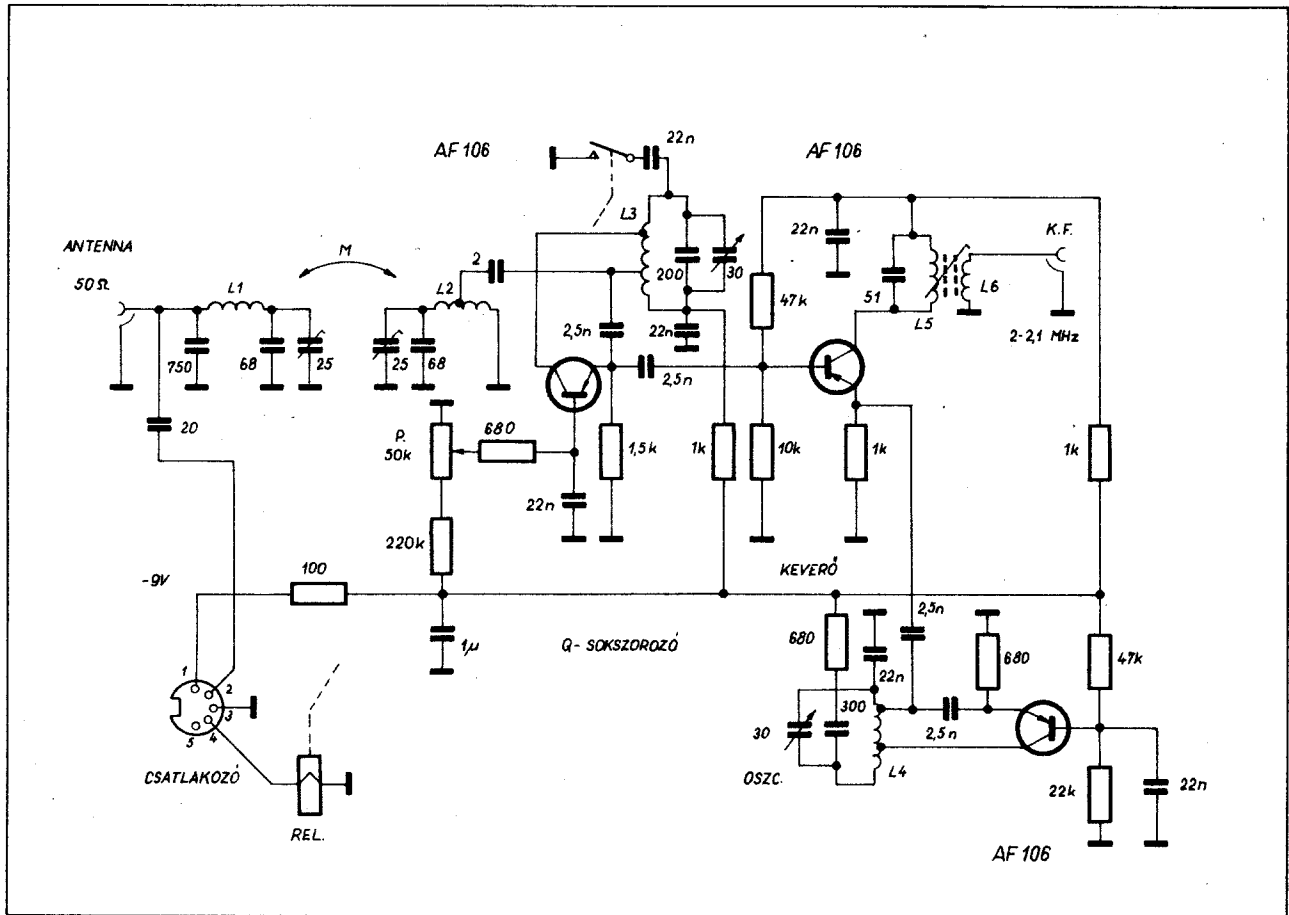 AF 106
22n
AF 106
ANTENNA
50Ω
M
L1
L2
2
L3
200
30
22n
K.F.
47k
51
L5
L6
2-2,1 MHz
750
68
25
25
68
2,5n
22n
2,5n
20
P.
50k
680
1,5k
1k
10k
1k
1k
22n
220k
-9V
100
KEVERŐ
1µ
Q-SOKSZOROZÓ
680
22n
2,5n
680
47k
1
2
3
4
5
CSATLAKOZÓ
REL.
30
300
2,5n
OSZC.
L4
22k
22n
AF 106